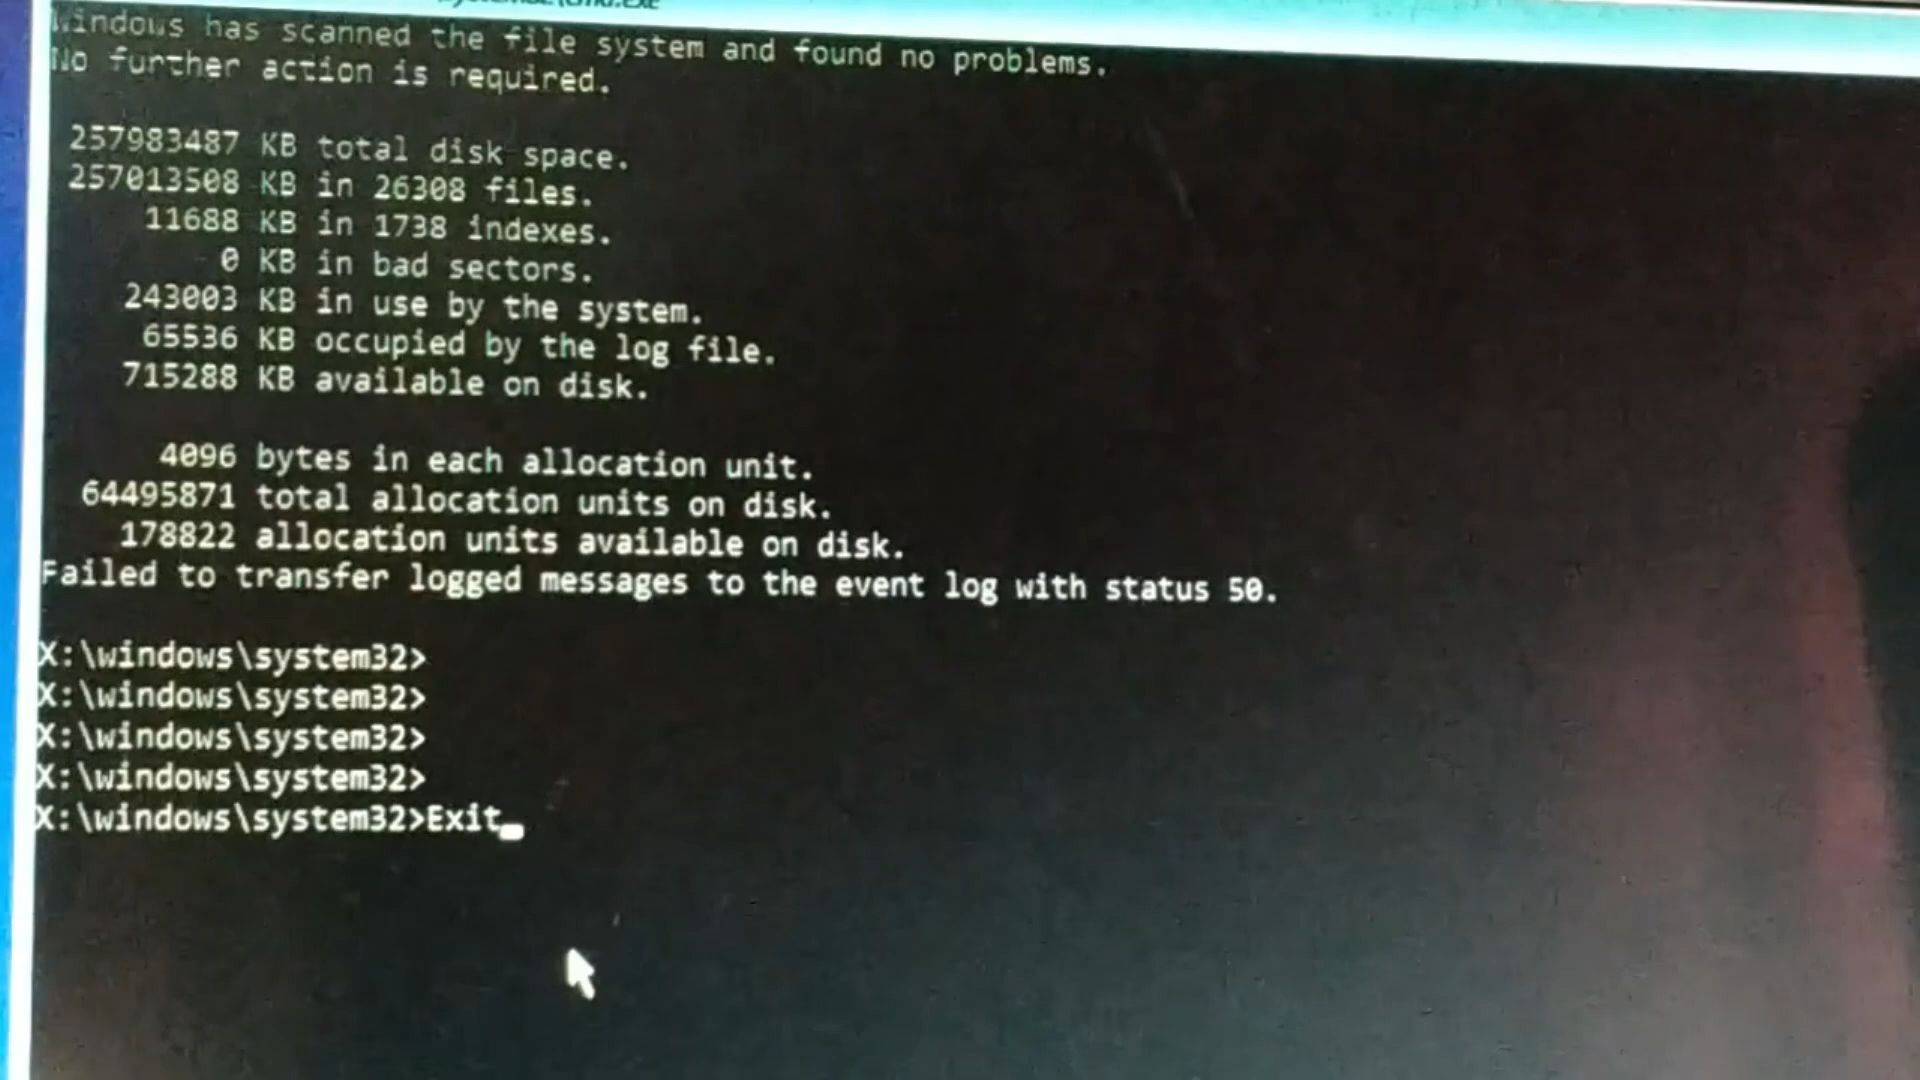 Windows has scanned the file system and found no problems.
No further action is required.
257983487 KB total disk space.
257013508 KB in 26308 files.
11688 KB in 1738 indexes.
0 KB in bad sectors.
243003 KB in use by the system.
65536 KB occupied by the log file.
715288 KB available on disk.
4096 bytes in each allocation unit.
64495871 total allocation units on disk.
178822 allocation units available on disk.
Failed to transfer logged messages to the event log with status 50.
X:\windows\system32>
X:\windows\system32>
X:\windows\system32>
X:\windows\system32>
X:\windows\system32>Exit